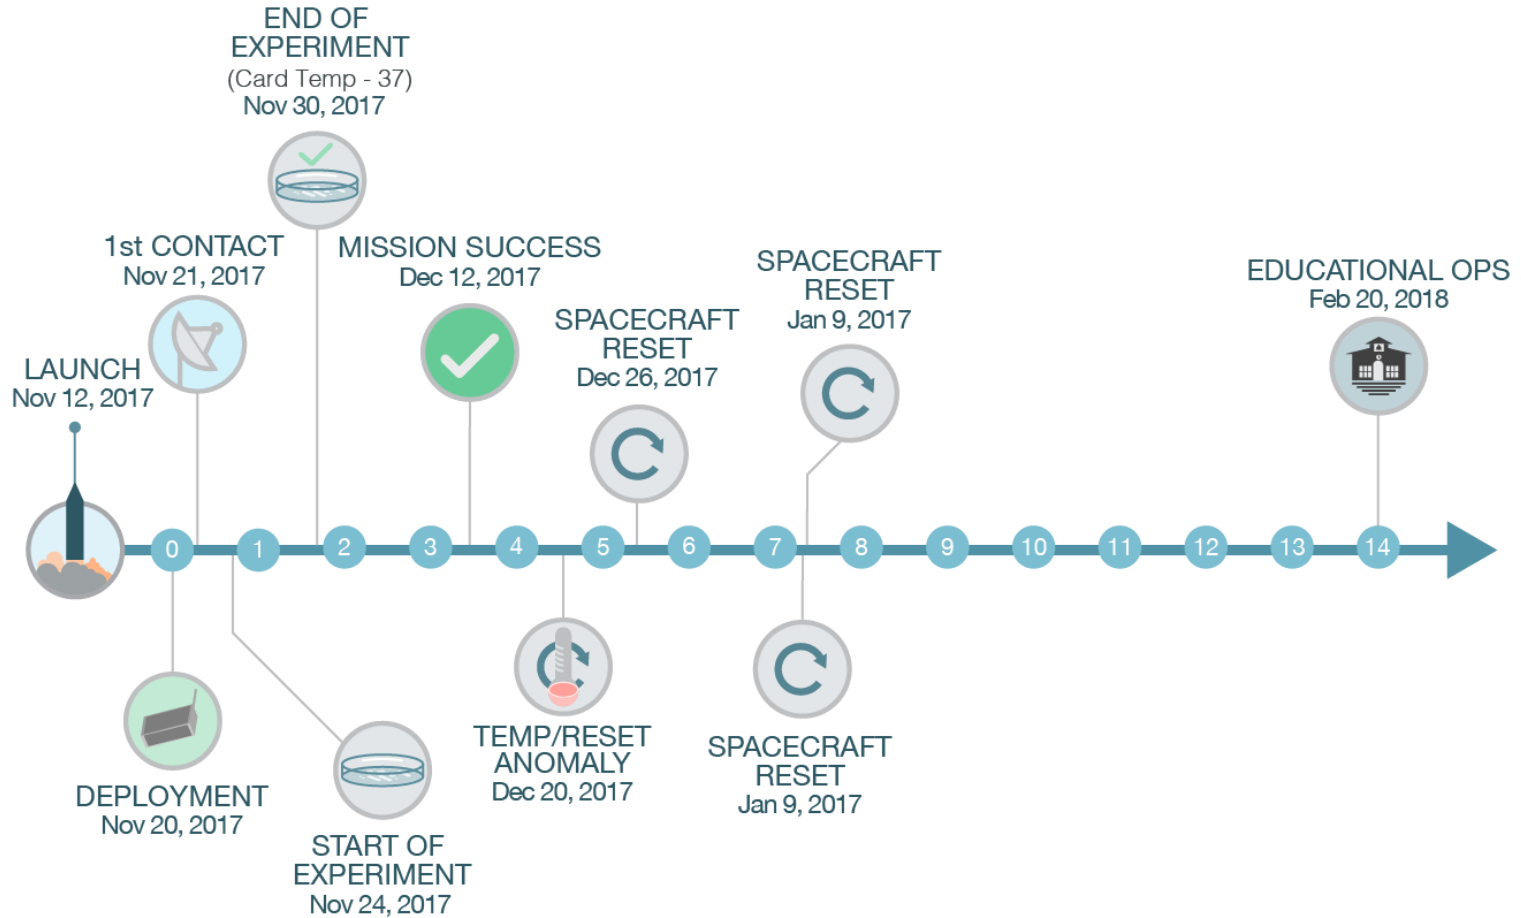 END OF
EXPERIMENT
(Card Temp - 37)
Nov 30, 2017
1st CONTACT
Nov 21, 2017
MISSION SUCCESS
Dec 12, 2017
SPACECRAFT
RESET
Jan 9, 2017
EDUCATIONAL OPS
Feb 20, 2018
SPACECRAFT
RESET
Dec 26, 2017
LAUNCH
Nov 12, 2017
0 1 2 3 4 5 6 7 8 9 10 11 12 13 14
DEPLOYMENT
Nov 20, 2017
START OF
EXPERIMENT
Nov 24, 2017
TEMP/RESET
ANOMALY
Dec 20, 2017
SPACECRAFT
RESET
Jan 9, 2017